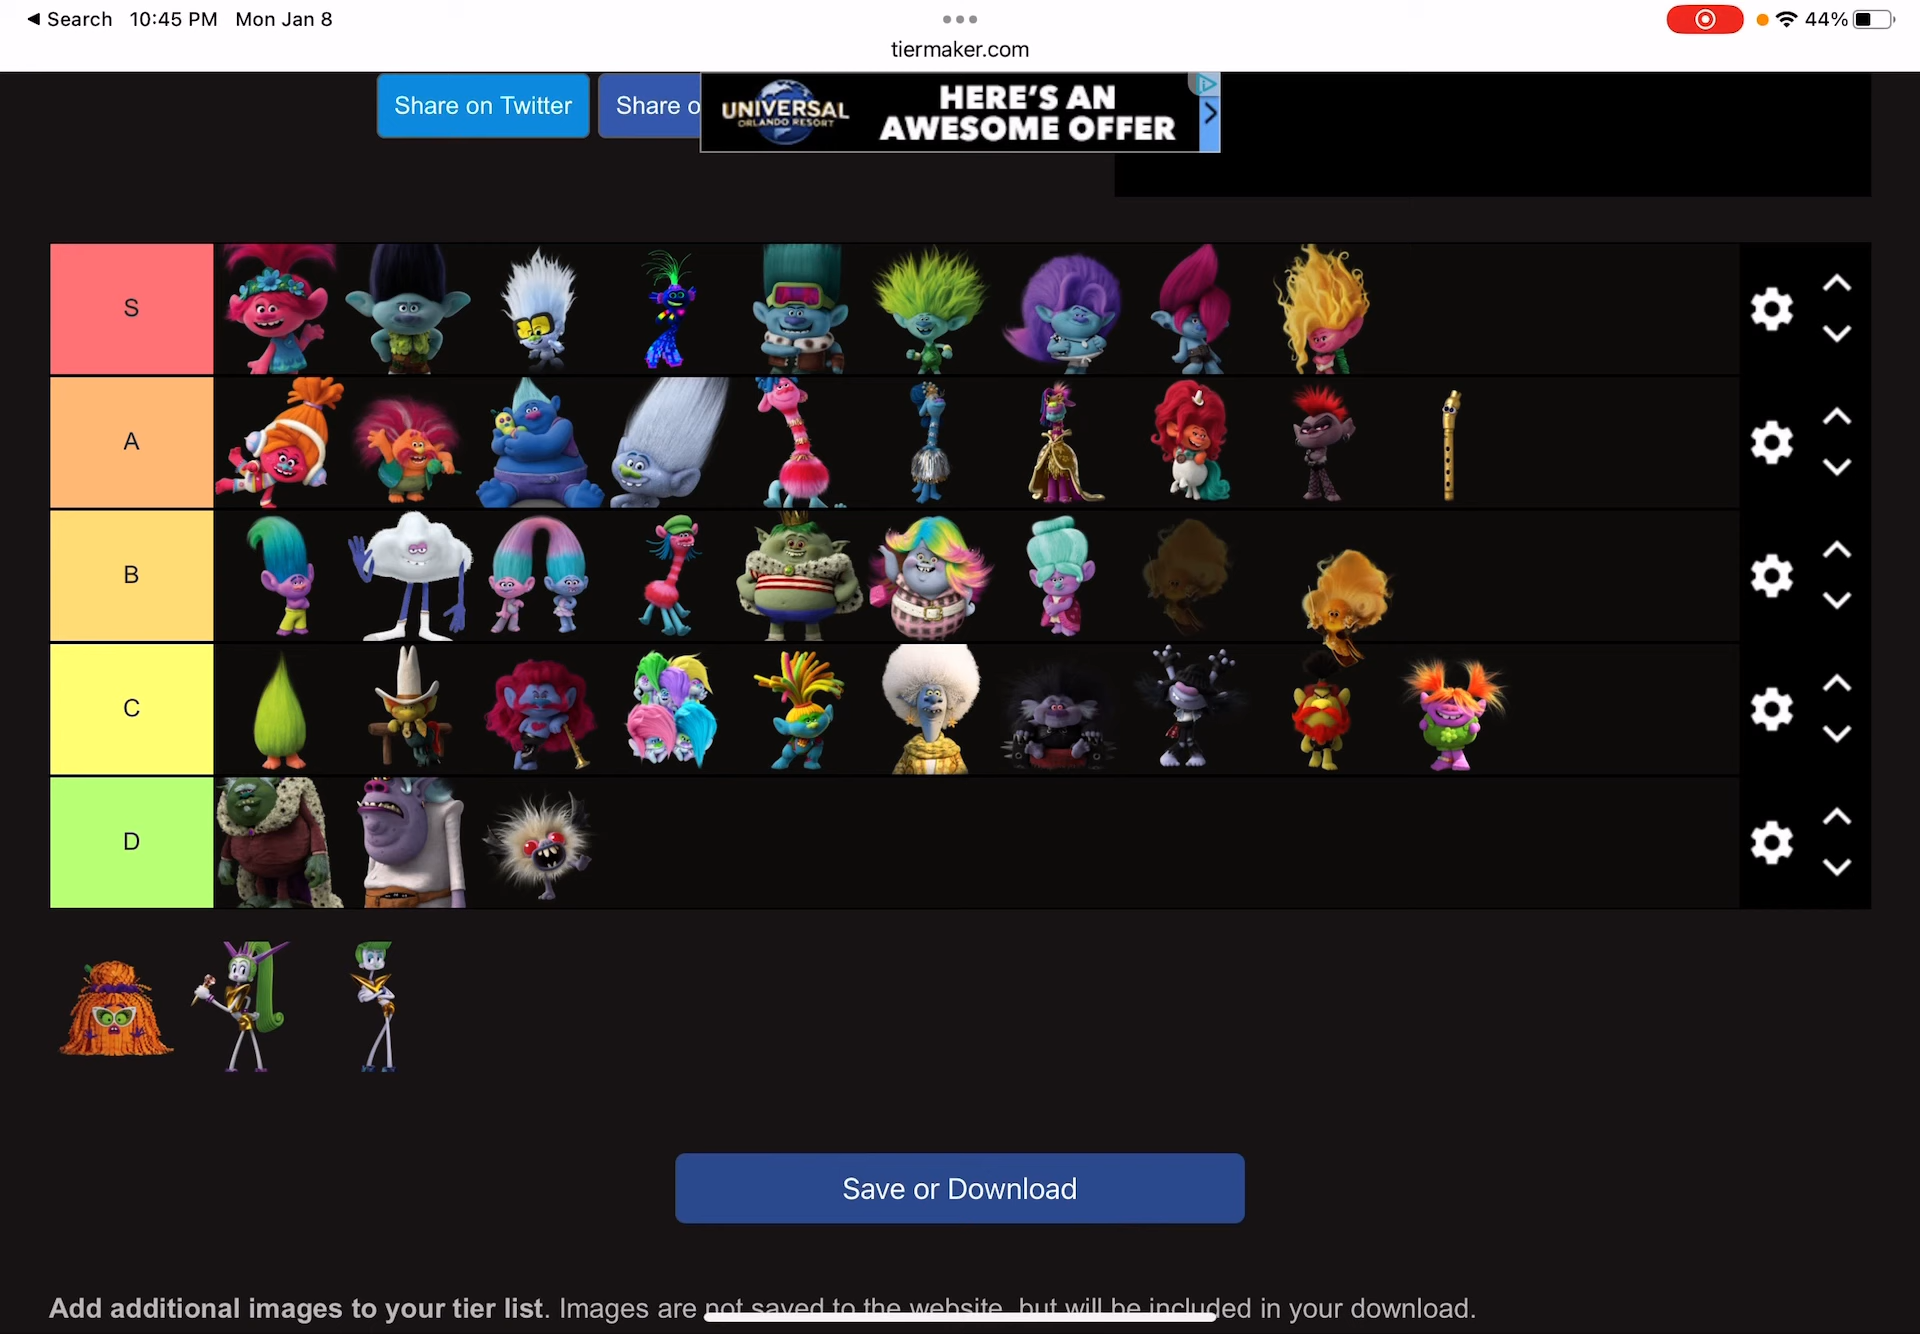 ◀ Search 10:45 PM Mon Jan 8
44%
tiermaker.com
Share on Twitter
Share o
UNIVERSAL
ORLANDO RESORT
HERE'S AN
AWESOME OFFER
S
A
B
C
D
Save or Download
Add additional images to your tier list. Images are not saved to the website, but will be included in your download.